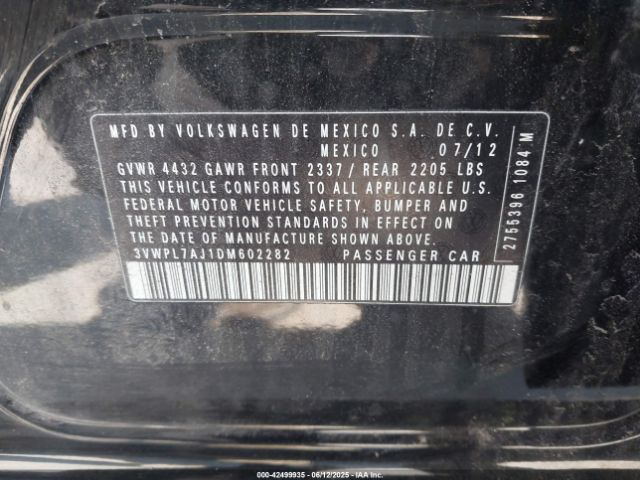 MFD BY VOLKSWAGEN DE MEXICO S.A. DE C.V.
MEXICO 07/12
GVWR 4432 GAWR FRONT 2337 / REAR 2205 LBS
THIS VEHICLE CONFORMS TO ALL APPLICABLE U.S.
FEDERAL MOTOR VEHICLE SAFETY, BUMPER AND
THEFT PREVENTION STANDARDS IN EFFECT ON
THE DATE OF MANUFACTURE SHOWN ABOVE.
3VWPL7AJ1DM602282 PASSENGER CAR
2755396 1084 M
000-42499935 - 06/12/2025 - IAAI Inc.